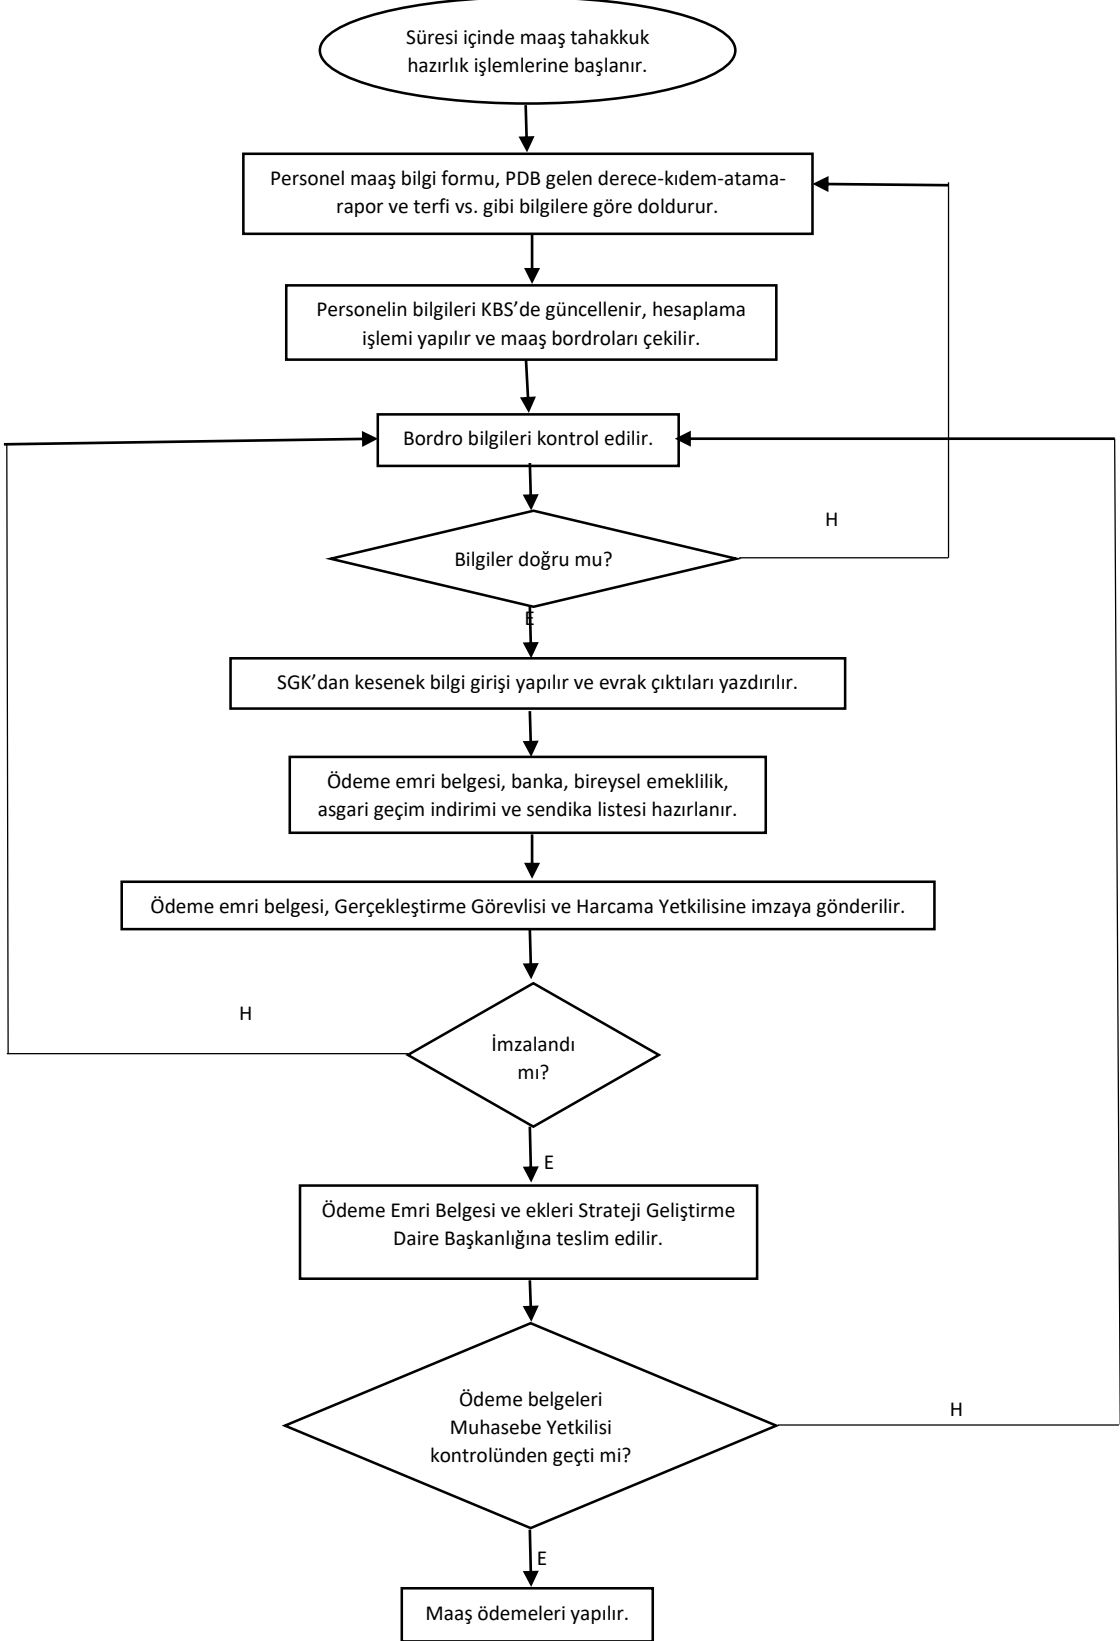 Süresi içinde maaş tahakkuk
hazırlık işlemlerine başlanır.
Personel maaş bilgi formu, PDB gelen derece-kıdem-atama-
rapor ve terfi vs. gibi bilgilere göre doldurur.
Personelin bilgileri KBS’de güncellenir, hesaplama
işlemi yapılır ve maaş bordroları çekilir.
Bordro bilgileri kontrol edilir.
H
Bilgiler doğru mu?
E
SGK’dan kesenek bilgi girişi yapılır ve evrak çıktıları yazdırılır.
Ödeme emri belgesi, banka, bireysel emeklilik,
asgari geçim indirimi ve sendika listesi hazırlanır.
Ödeme emri belgesi, Gerçekleştirme Görevlisi ve Harcama Yetkilisine imzaya gönderilir.
H
İmzalandı
mı?
E
Ödeme Emri Belgesi ve ekleri Strateji Geliştirme
Daire Başkanlığına teslim edilir.
Ödeme belgeleri
Muhasebe Yetkilisi
kontrolünden geçti mi?
H
E
Maaş ödemeleri yapılır.